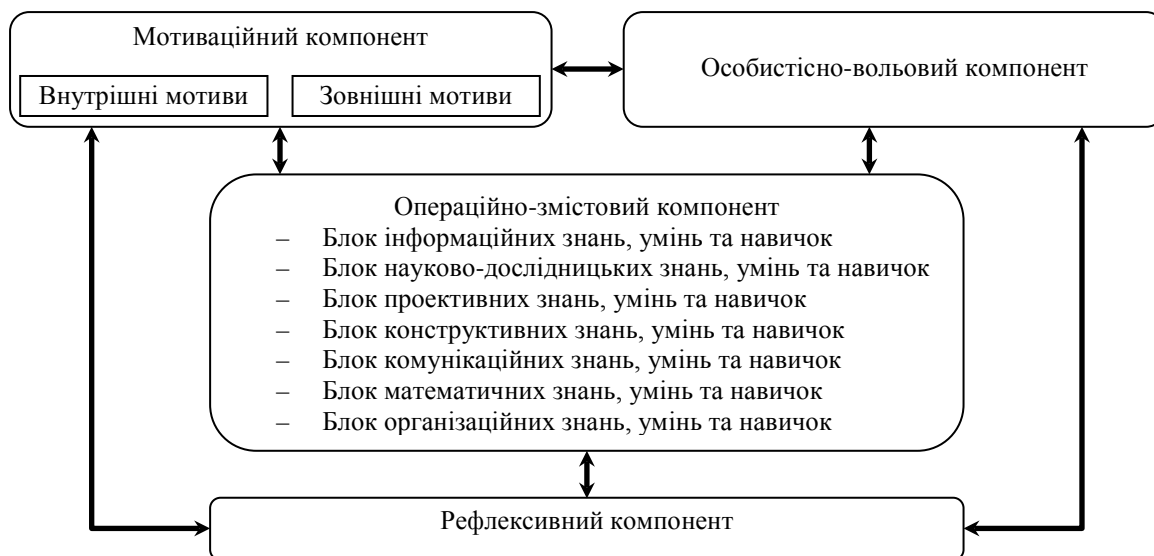 Мотиваційний компонент
Внутрішні мотиви
Зовнішні мотиви
Особистісно-вольовий компонент
Операційно-змістовий компонент
– Блок інформаційних знань, умінь та навичок
– Блок науково-дослідницьких знань, умінь та навичок
– Блок проективних знань, умінь та навичок
– Блок конструктивних знань, умінь та навичок
– Блок комунікаційних знань, умінь та навичок
– Блок математичних знань, умінь та навичок
– Блок організаційних знань, умінь та навичок
Рефлексивний компонент